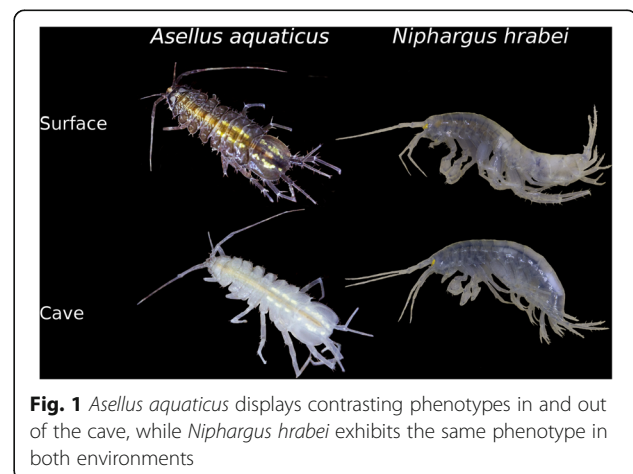 Asellus aquaticus Niphargus hrabei
Surface
Cave
Fig. 1 Asellus aquaticus displays contrasting phenotypes in and out
of the cave, while Niphargus hrabei exhibits the same phenotype in
both environments